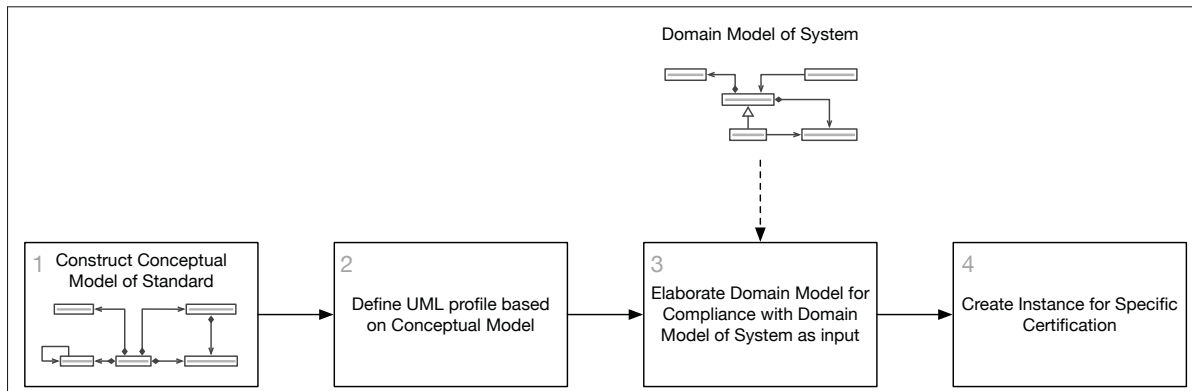 Domain Model of System
1
Construct Conceptual
Model of Standard
2
Define UML profile based
on Conceptual Model
3
Elaborate Domain Model for
Compliance with Domain
Model of System as input
4
Create Instance for Specific
Certification